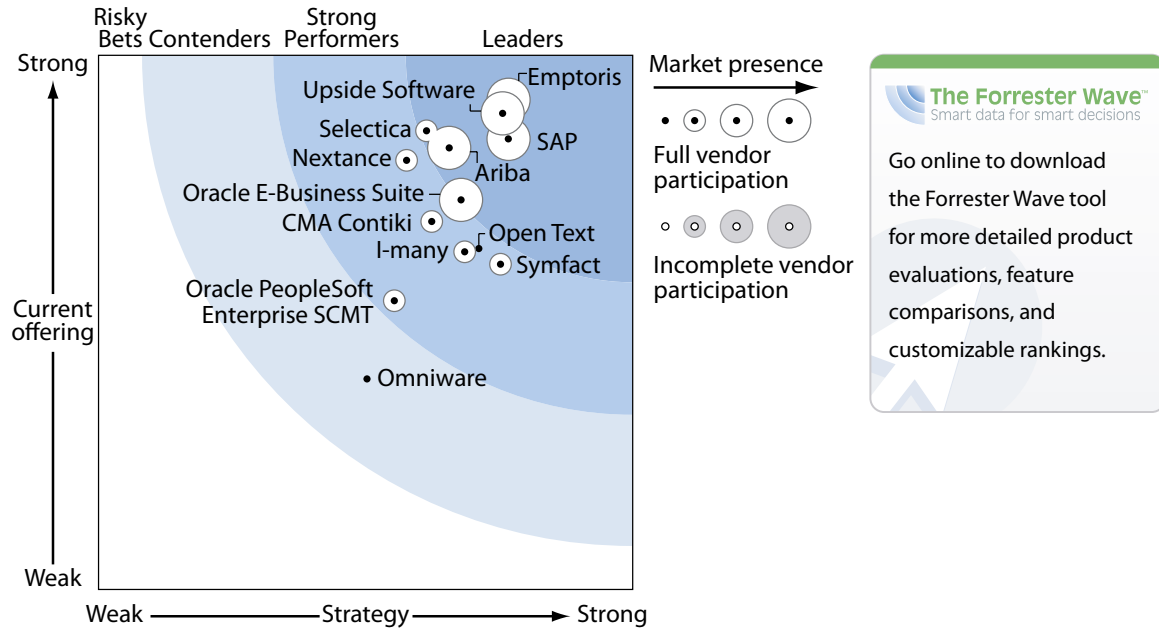 Risky
Bets
Contenders
Strong
Performers
Leaders
Strong
Current
offering
Weak
Weak
Strategy
Strong
Emptoris
Upside Software
Selectica
SAP
Nextance
Ariba
Oracle E-Business Suite
CMA Contiki
Open Text
I-many
Symfact
Oracle PeopleSoft
Enterprise SCMT
Omniware
Market presence
Full vendor
participation
Incomplete vendor
participation
The Forrester Wave™
Smart data for smart decisions
Go online to download
the Forrester Wave tool
for more detailed product
evaluations, feature
comparisons, and
customizable rankings.